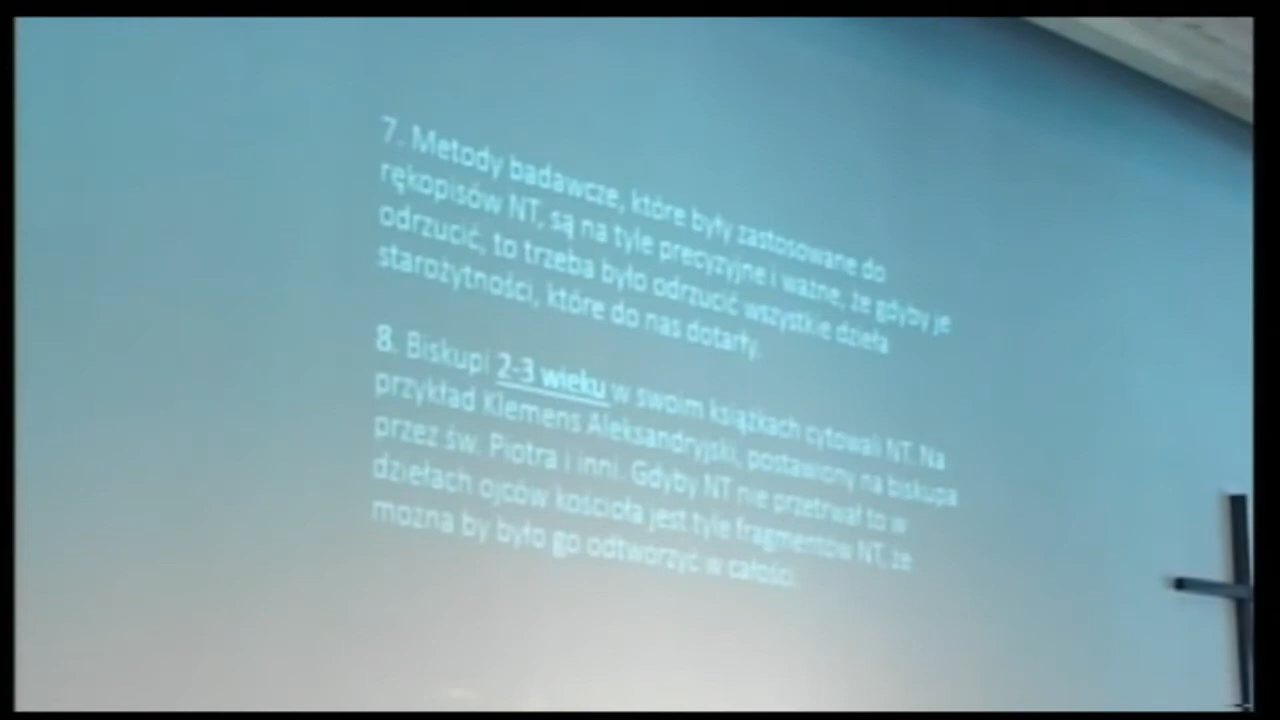 7. Metody badawcze, które były zastosowane do
rękopisów NT, są na tyle precyzyjne i ważne, że gdyby je
odrzucić, to trzeba było odrzucić wszystkie dzieła
starożytności, które do nas dotarły.
8. Biskupi 2-3 wieku w swoim książkach cytowali NT. Na
przykład Klemens Aleksandryjski, postawiony na biskupa
przez św. Piotra i inni. Gdyby NT nie przetrwał to w
dziełach ojców kościoła jest tyle fragmentów NT, że
można by było go odtworzyć w całości.